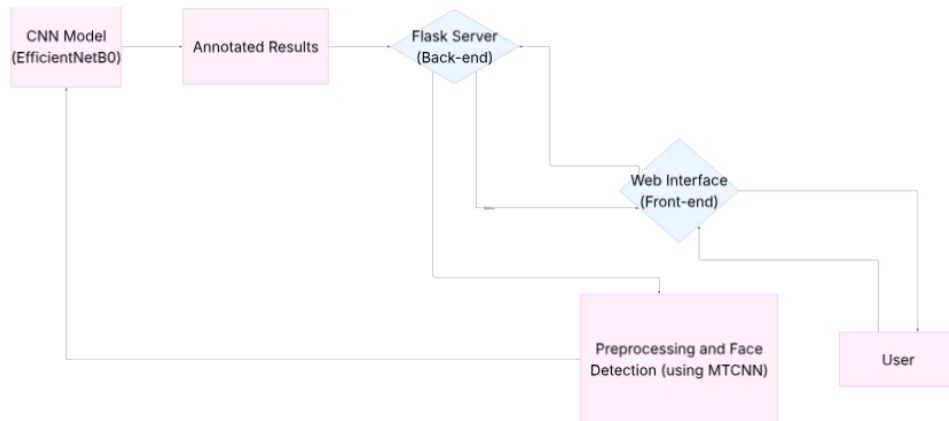 CNN Model
(EfficientNetB0)
Annotated Results
Flask Server
(Back-end)
Web Interface
(Front-end)
Preprocessing and Face
Detection (using MTCNN)
User